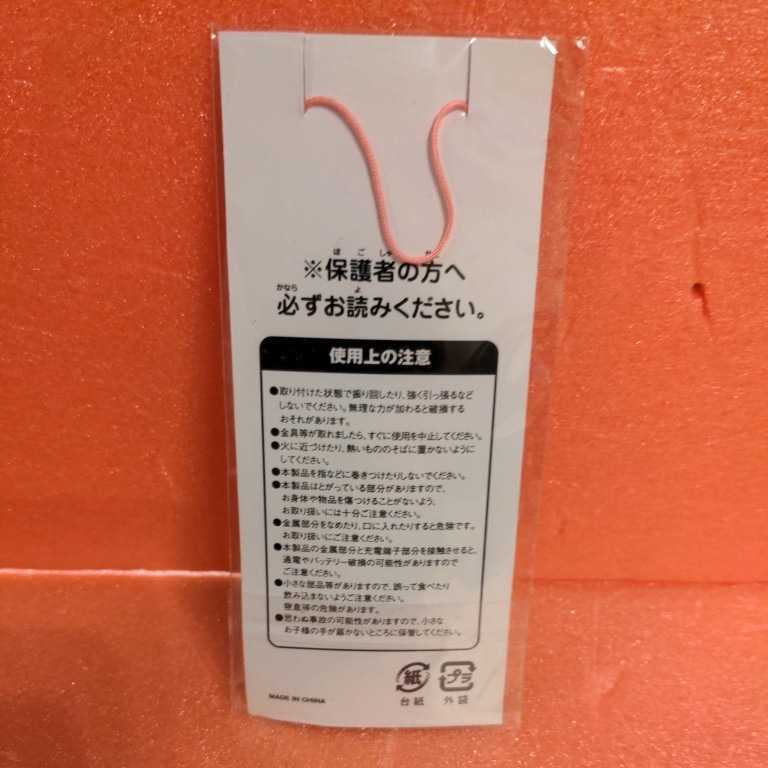 ※保護者の方へ
必ずお読みください。
使用上の注意
●取り付けた状態で振り回したり、強く引っ張るなど
しないでください。無理な力が加わると破損する
おそれがあります。
●金具等が取れましたら、すぐに使用を中止してください。
●火に近づけたり、熱いもののそばに置かないように
してください。
●本製品を指などに巻きつけたりしないでください。
●本製品はとがっている部分がありますので、
お身体や物品を傷つけることがないよう、
お取り扱いには十分ご注意ください。
●金属部分をなめたり、口に入れたりすると危険です。
お取り扱いにご注意ください。
●本製品の金属部分と充電端子部分を接触させると、
過電やバッテリー破損の可能性がありますので
ご注意ください。
●小さな部品等がありますので、誤って食べたり
飲み込まないようご注意ください。
窒息等の危険があります。
●思わぬ事故の可能性がありますので、小さな
お子様の手が届かないところに保管してください。
紙 プラ
台紙 外袋
MADE IN CHINA